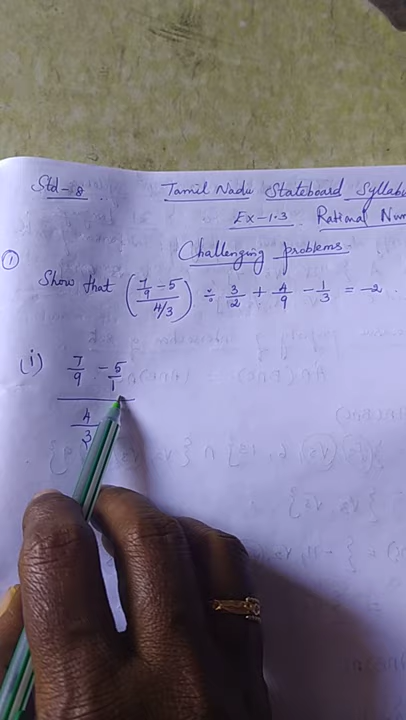 Std-8 Tamil Nadu Stateboard Syllabu
Ex-1.3 Rational Num
Challenging problems.
① Show that ((7/9 - 5)/(4/3)) ÷ 3/2 + 4/9 - 1/3 = -2.
(i) (7/9 - 5/1)/(4/3)